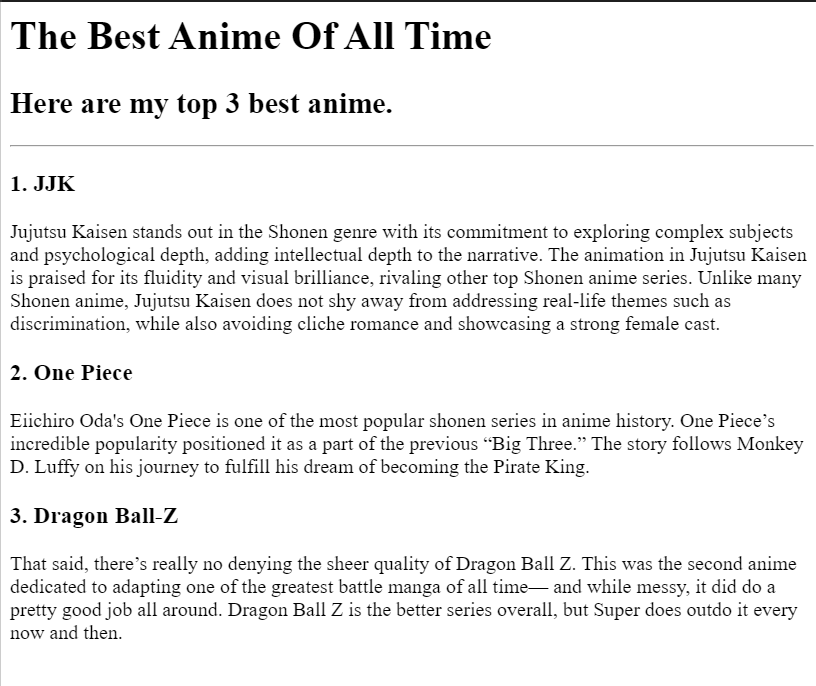 The Best Anime Of All Time
Here are my top 3 best anime.
1. JJK
Jujutsu Kaisen stands out in the Shonen genre with its commitment to exploring complex subjects
and psychological depth, adding intellectual depth to the narrative. The animation in Jujutsu Kaisen
is praised for its fluidity and visual brilliance, rivaling other top Shonen anime series. Unlike many
Shonen anime, Jujutsu Kaisen does not shy away from addressing real-life themes such as
discrimination, while also avoiding cliche romance and showcasing a strong female cast.
2. One Piece
Eiichiro Oda's One Piece is one of the most popular shonen series in anime history. One Piece’s
incredible popularity positioned it as a part of the previous “Big Three.” The story follows Monkey
D. Luffy on his journey to fulfill his dream of becoming the Pirate King.
3. Dragon Ball-Z
That said, there’s really no denying the sheer quality of Dragon Ball Z. This was the second anime
dedicated to adapting one of the greatest battle manga of all time— and while messy, it did do a
pretty good job all around. Dragon Ball Z is the better series overall, but Super does outdo it every
now and then.